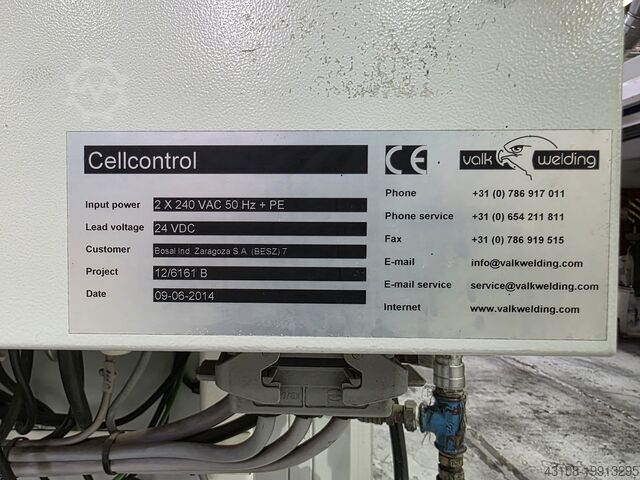 Cellcontrol
CE
valk welding
Input power 2 X 240 VAC 50 Hz + PE
Lead voltage 24 VDC
Customer Bosal Ind. Zaragoza S.A. (BESZ) 7
Project 12/6161 B
Date 09-06-2014
Phone +31 (0) 786 917 011
Phone service +31 (0) 654 211 811
Fax +31 (0) 786 919 515
E-mail info@valkwelding.com
E-mail service service@valkwelding.com
Internet www.valkwelding.com